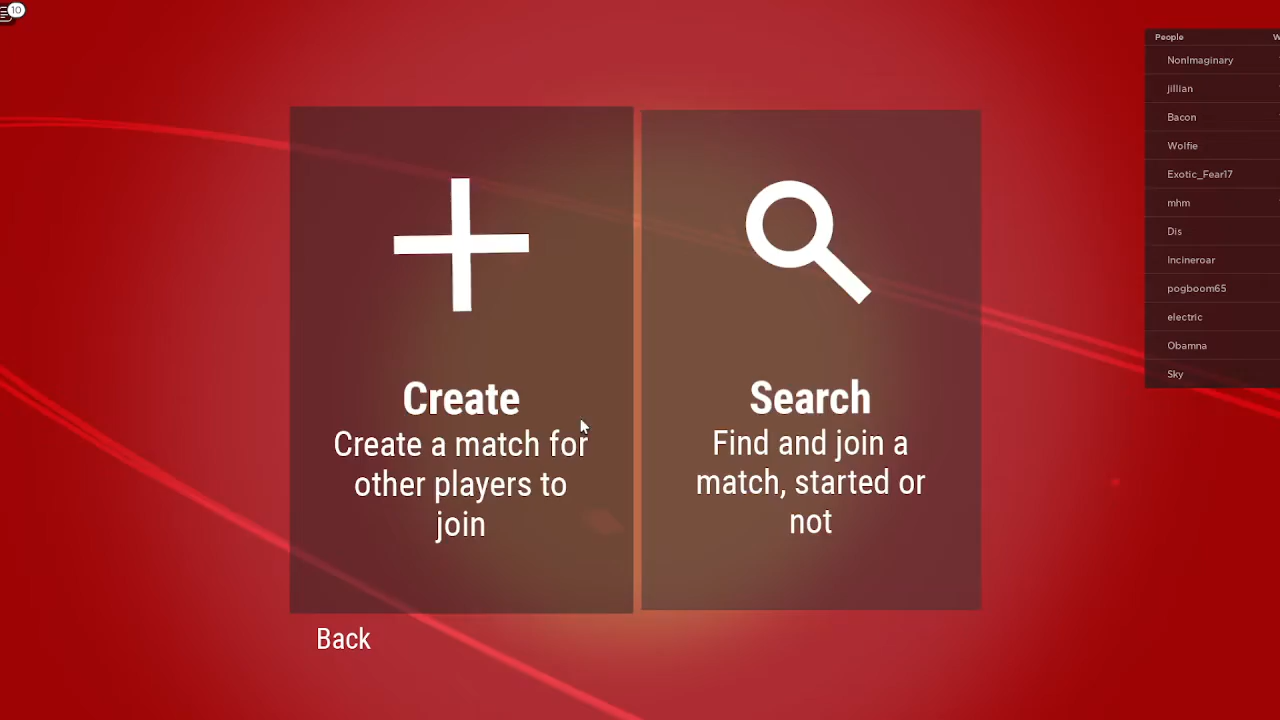 10
People W
NonImaginary
jillian
Bacon
Wolfie
Exotic_Fear17
mhm
Dis
Incineroar
pogboom65
electric
Obamna
Sky
Create
Create a match for
other players to
join
Search
Find and join a
match, started or
not
Back